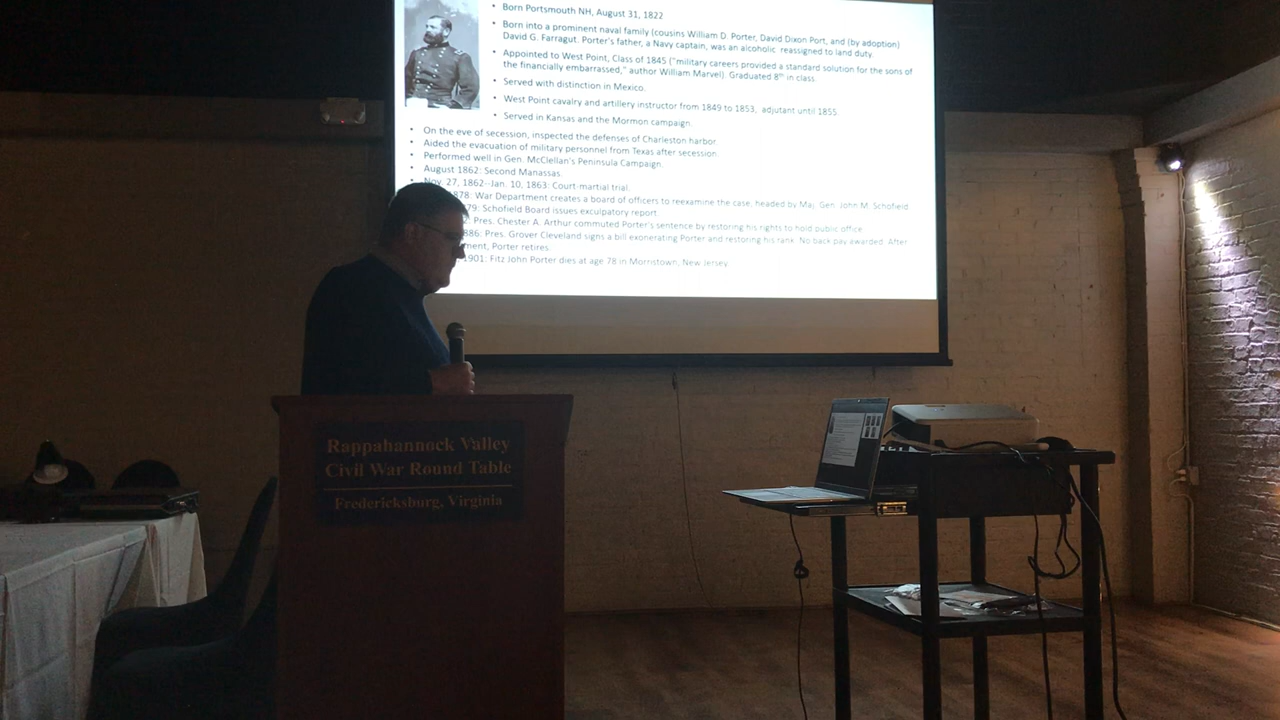 • Born Portsmouth NH, August 31, 1822
• Born into a prominent naval family (cousins William D. Porter, David Dixon Port, and (by adoption)
David G. Farragut. Porter's father, a Navy captain, was an alcoholic reassigned to land duty.
• Appointed to West Point, Class of 1845 ("military careers provided a standard solution for the sons of
the financially embarrassed," author William Marvel). Graduated 8th in class.
• Served with distinction in Mexico.
• West Point cavalry and artillery instructor from 1849 to 1853, adjutant until 1855.
• Served in Kansas and the Mormon campaign.
• On the eve of secession, inspected the defenses of Charleston harbor.
• Aided the evacuation of military personnel from Texas after secession.
• Performed well in Gen. McClellan's Peninsula Campaign.
• August 1862: Second Manassas.
Nov. 27, 1862--Jan. 10, 1863: Court-martial trial.
878: War Department creates a board of officers to reexamine the case, headed by Maj. Gen. John M. Schofield
79: Schofield Board issues exculpatory report.
2: Pres. Chester A. Arthur commuted Porter's sentence by restoring his rights to hold public office
886: Pres. Grover Cleveland signs a bill exonerating Porter and restoring his rank. No back pay awarded. After
ment, Porter retires.
1901: Fitz John Porter dies at age 78 in Morristown, New Jersey.
Rappahannock Valley
Civil War Round Table
Fredericksburg, Virginia